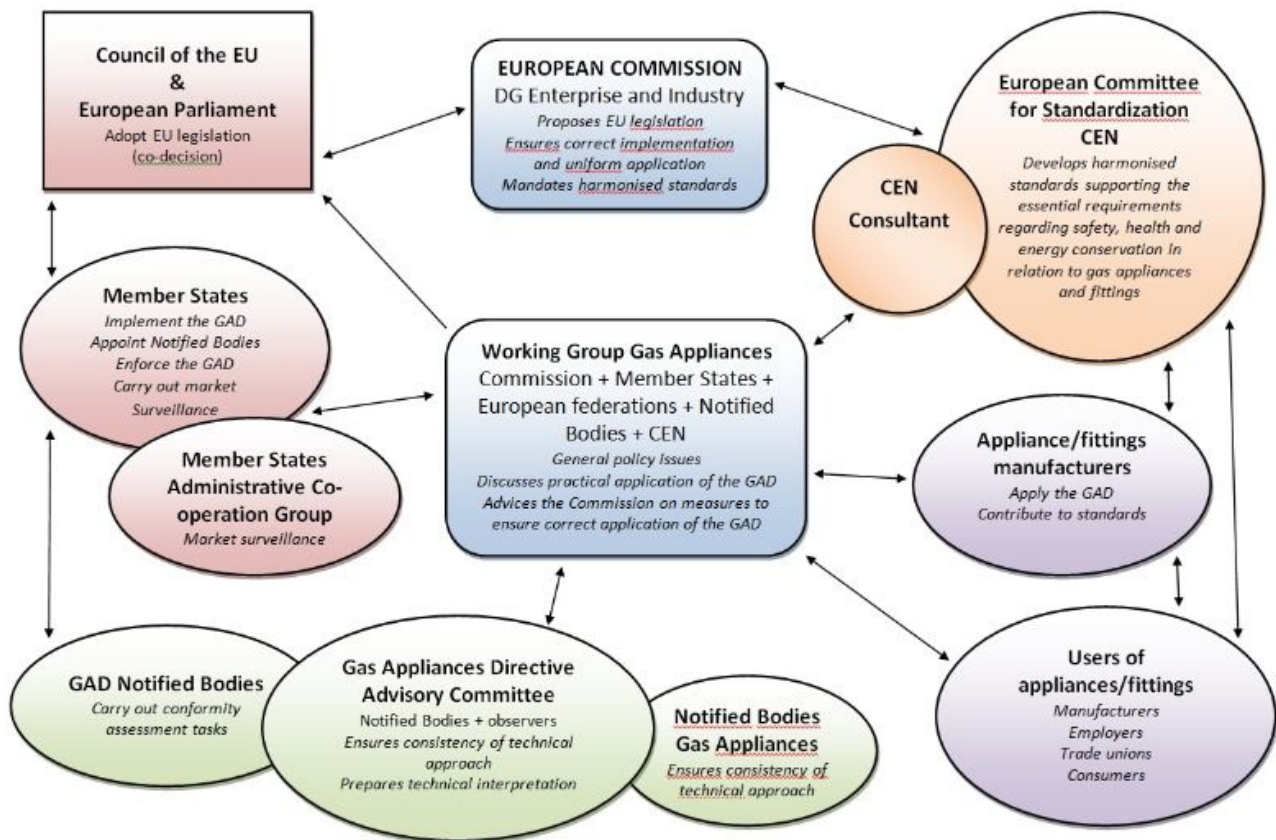 Council of the EU
&
European Parliament
Adopt EU legislation
(co-decision)
EUROPEAN COMMISSION
DG Enterprise and Industry
Proposes EU legislation
Ensures correct implementation
and uniform application
Mandates harmonised standards
European Committee
for Standardization
CEN
Develops harmonised
standards supporting the
essential requirements
regarding safety, health and
energy conservation in
relation to gas appliances
and fittings
CEN
Consultant
Member States
Implement the GAD
Appoint Notified Bodies
Enforce the GAD
Carry out market
Surveillance
Member States
Administrative Co-
operation Group
Market surveillance
Working Group Gas Appliances
Commission + Member States +
European federations + Notified
Bodies + CEN
General policy issues
Discusses practical application of the GAD
Advices the Commission on measures to
ensure correct application of the GAD
Appliance/fittings
manufacturers
Apply the GAD
Contribute to standards
GAD Notified Bodies
Carry out conformity
assessment tasks
Gas Appliances Directive
Advisory Committee
Notified Bodies + observers
Ensures consistency of technical
approach
Prepares technical interpretation
Notified Bodies
Gas Appliances
Ensures consistency of
technical approach
Users of
appliances/fittings
Manufacturers
Employers
Trade unions
Consumers